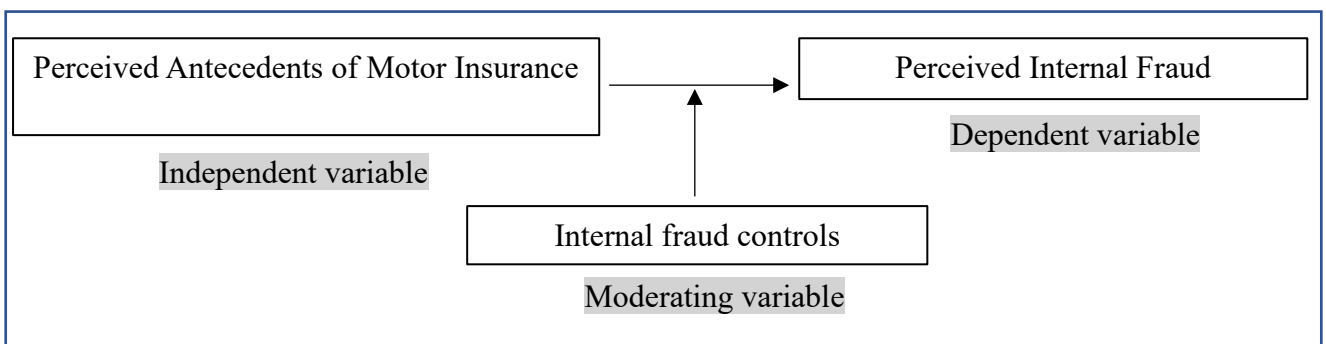 Perceived Antecedents of Motor Insurance
Independent variable
Perceived Internal Fraud
Dependent variable
Internal fraud controls
Moderating variable